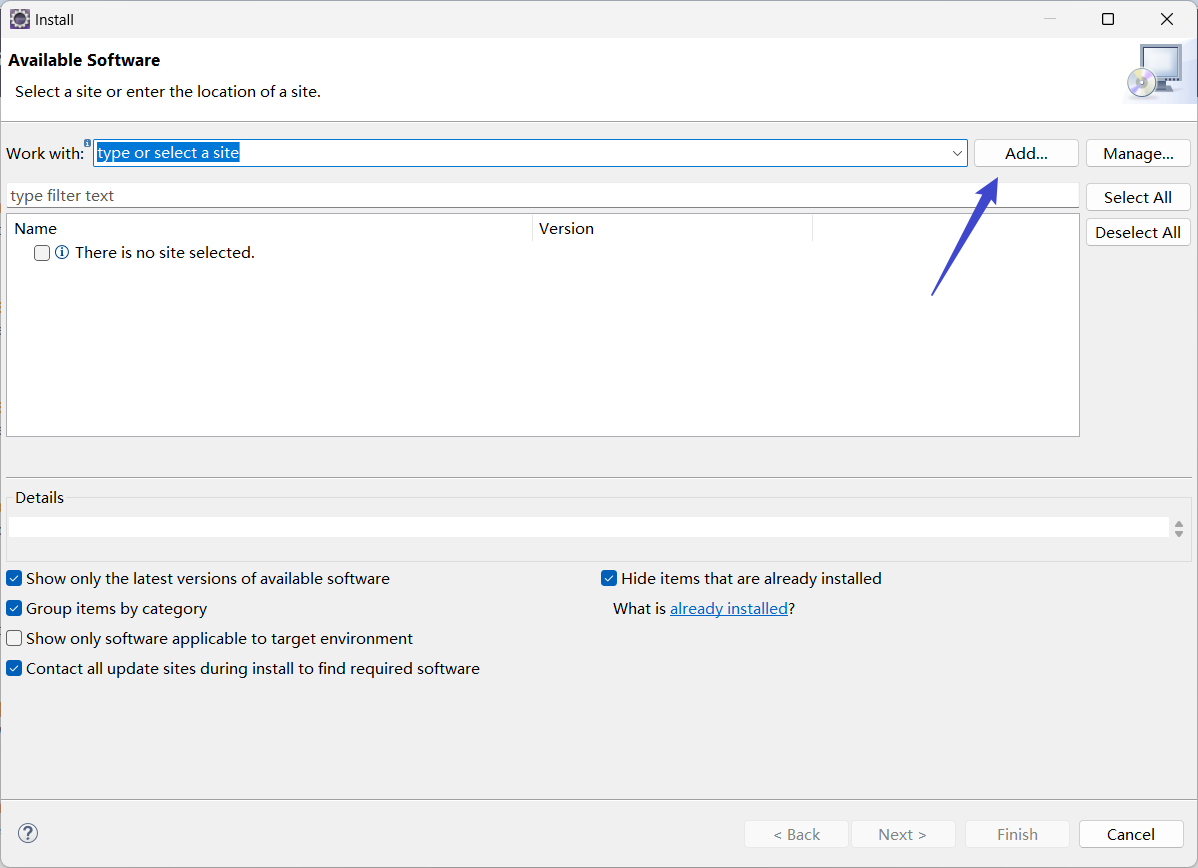 Install
Available Software
Select a site or enter the location of a site.
Work with: type or select a site Add... Manage...
type filter text Select All
Name Version Deselect All
There is no site selected.
Details
Show only the latest versions of available software Hide items that are already installed
Group items by category What is already installed?
Show only software applicable to target environment
Contact all update sites during install to find required software
? < Back Next > Finish Cancel